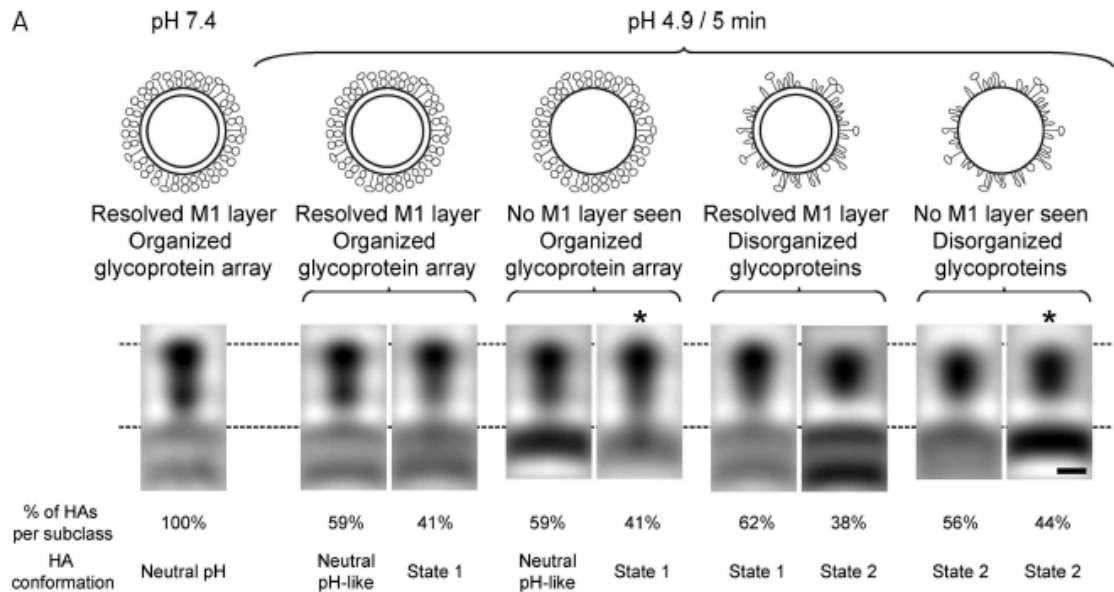 A
pH 7.4
pH 4.9 / 5 min
Resolved M1 layer
Organized
glycoprotein array
Resolved M1 layer
Organized
glycoprotein array
No M1 layer seen
Organized
glycoprotein array
Resolved M1 layer
Disorganized
glycoproteins
No M1 layer seen
Disorganized
glycoproteins
* *
% of HAs
per subclass
100% 59% 41% 59% 41% 62% 38% 56% 44%
HA
conformation
Neutral pH
Neutral
pH-like
State 1
Neutral
pH-like
State 1 State 1 State 2 State 2 State 2